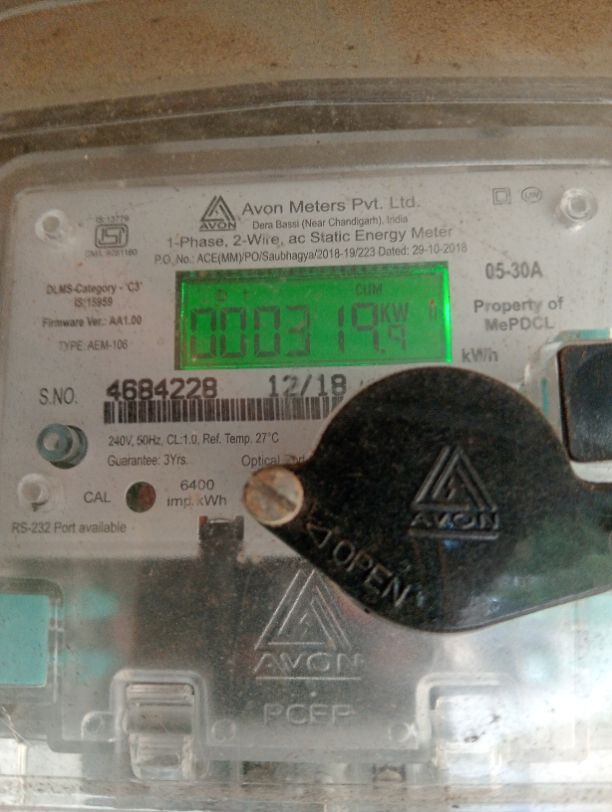 Avon Meters Pvt. Ltd.
AVON
Dera Bassi (Near Chandigarh), India
1-Phase, 2-Wire, ac Static Energy Meter
P.O. No.: ACE(MM)/PO/Saubhagya/2018-19/223 Dated: 29-10-2018
IS:13779
ISI
DLMS-Category - 'C3'
IS:15959
Firmware Ver.: AA1.00
TYPE: AEM-106
CUM
000319.9 KW
05-30A
Property of
MePDCL
kWh
S.NO. 4684228 12/18
240V, 50Hz, CL:1.0, Ref. Temp. 27°C
Guarantee: 3Yrs. Optical
CAL 6400
imp.kWh
RS-232 Port available
AVON
OPEN
AVON